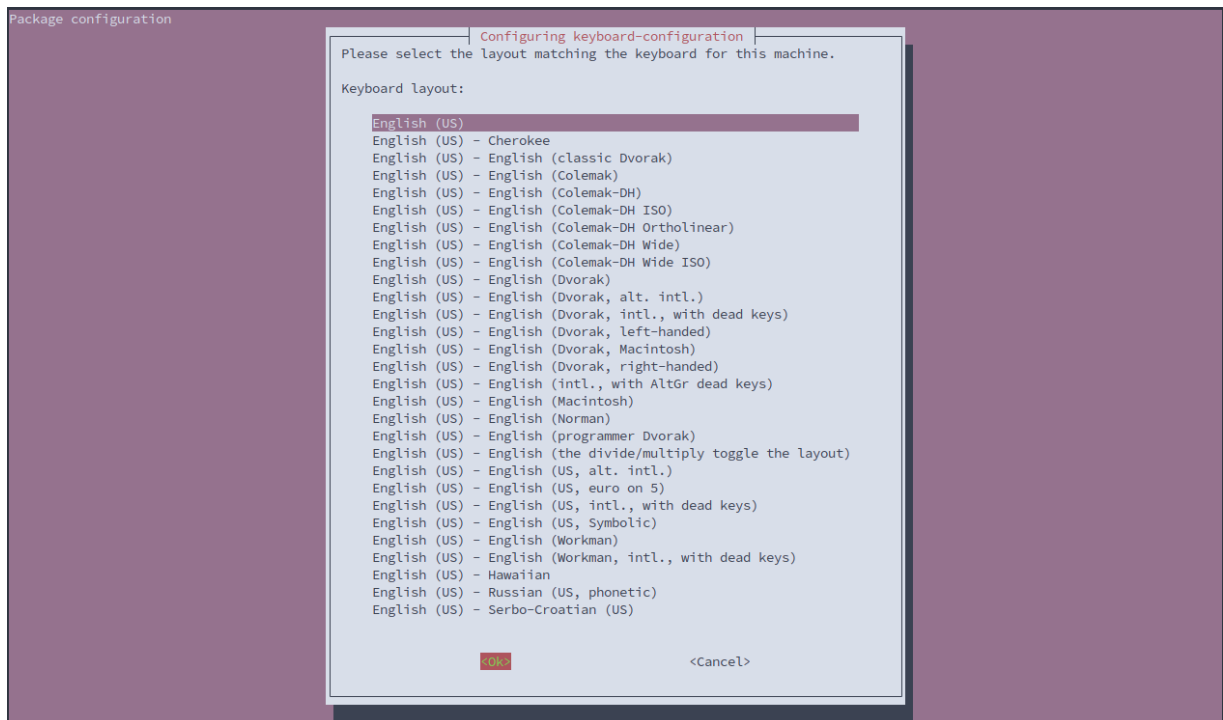 Package configuration
Configuring keyboard-configuration
Please select the layout matching the keyboard for this machine.
Keyboard layout:
English (US)
English (US) - Cherokee
English (US) - English (classic Dvorak)
English (US) - English (Colemak)
English (US) - English (Colemak-DH)
English (US) - English (Colemak-DH ISO)
English (US) - English (Colemak-DH Ortholinear)
English (US) - English (Colemak-DH Wide)
English (US) - English (Colemak-DH Wide ISO)
English (US) - English (Dvorak)
English (US) - English (Dvorak, alt. intl.)
English (US) - English (Dvorak, intl., with dead keys)
English (US) - English (Dvorak, left-handed)
English (US) - English (Dvorak, Macintosh)
English (US) - English (Dvorak, right-handed)
English (US) - English (intl., with AltGr dead keys)
English (US) - English (Macintosh)
English (US) - English (Norman)
English (US) - English (programmer Dvorak)
English (US) - English (the divide/multiply toggle the layout)
English (US) - English (US, alt. intl.)
English (US) - English (US, euro on 5)
English (US) - English (US, intl., with dead keys)
English (US) - English (US, Symbolic)
English (US) - English (Workman)
English (US) - English (Workman, intl., with dead keys)
English (US) - Hawaiian
English (US) - Russian (US, phonetic)
English (US) - Serbo-Croatian (US)
<Ok> <Cancel>